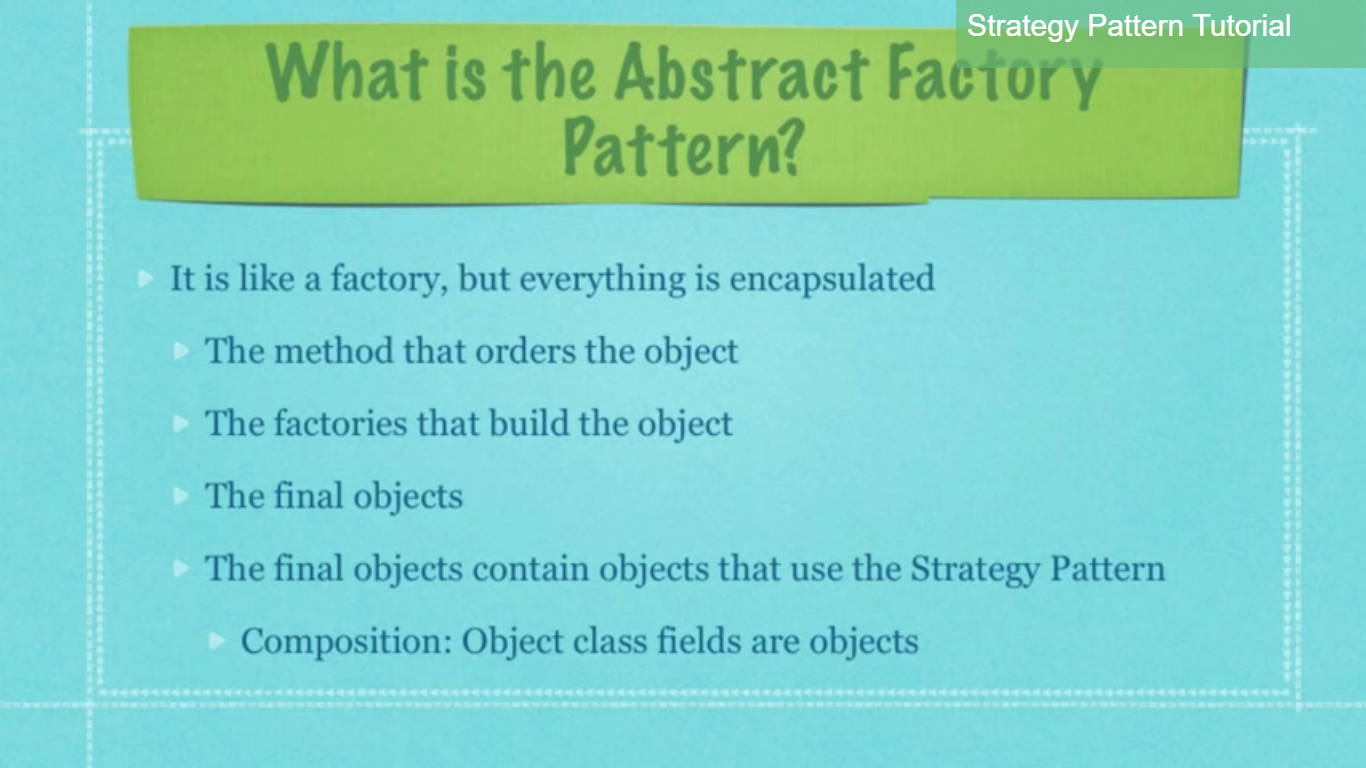 Strategy Pattern Tutorial
What is the Abstract Factory
Pattern?
It is like a factory, but everything is encapsulated
The method that orders the object
The factories that build the object
The final objects
The final objects contain objects that use the Strategy Pattern
Composition: Object class fields are objects